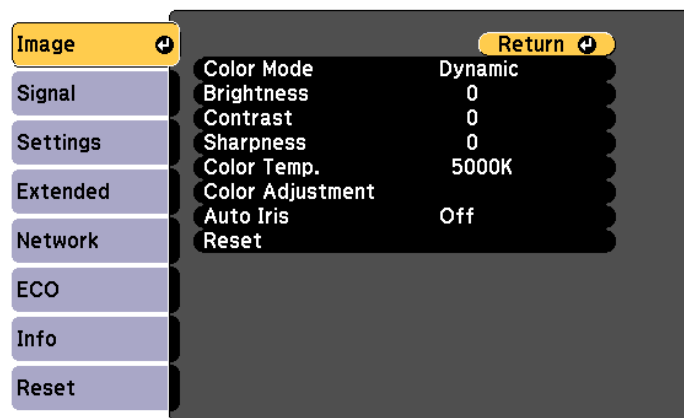 Image
Signal
Settings
Extended
Network
ECO
Info
Reset
Return
Color Mode Dynamic
Brightness 0
Contrast 0
Sharpness 0
Color Temp. 5000K
Color Adjustment
Auto Iris Off
Reset